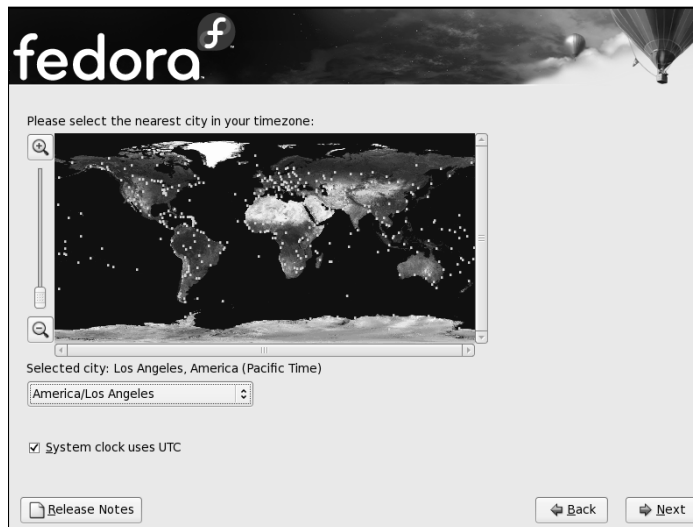 fedora
Please select the nearest city in your timezone:
Selected city: Los Angeles, America (Pacific Time)
America/Los Angeles
System clock uses UTC
Release Notes
Back
Next